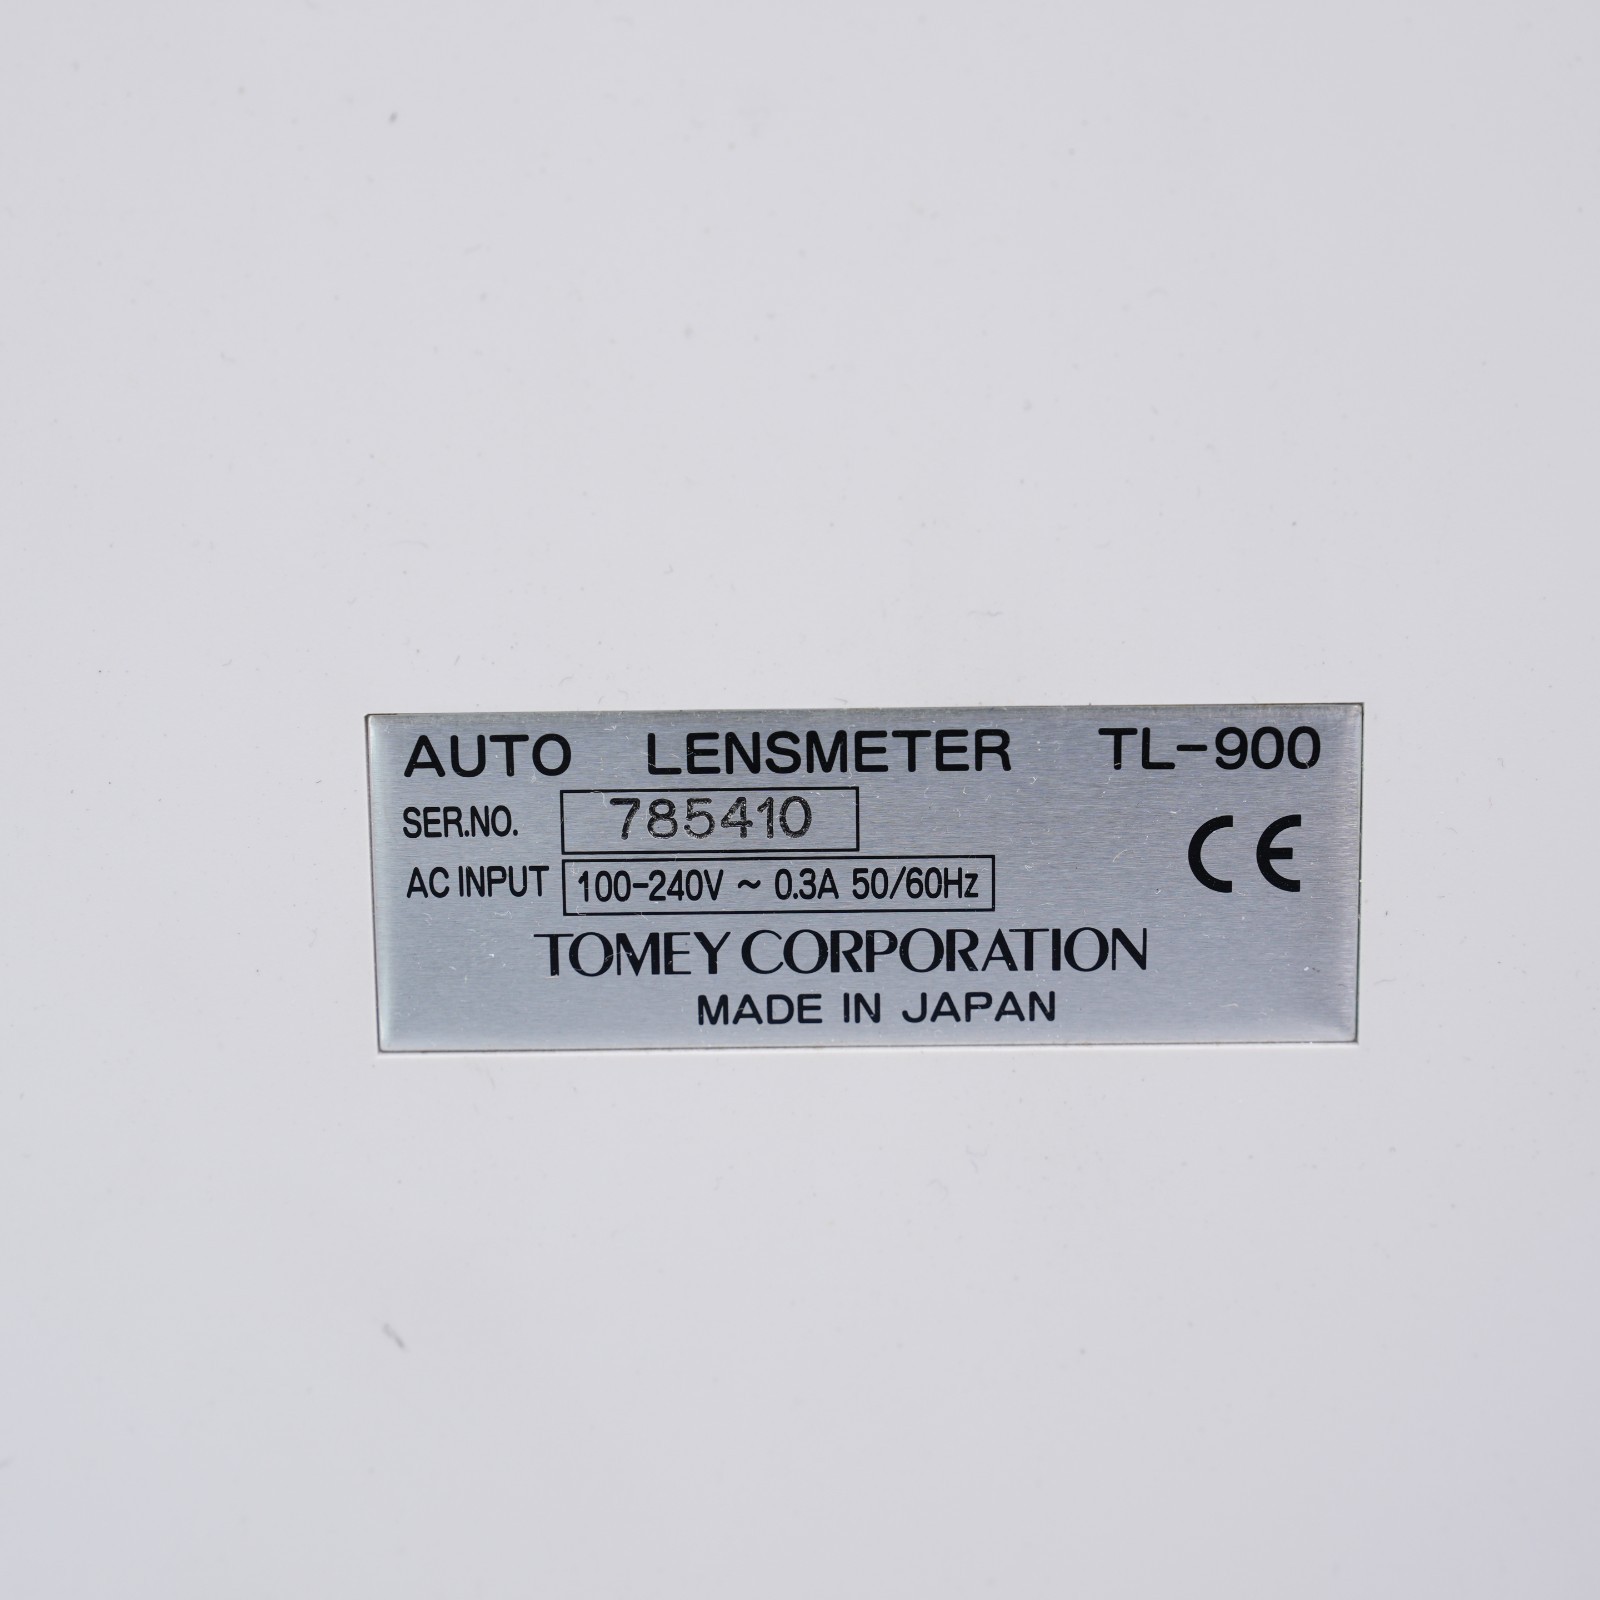 AUTO LENSMETER TL-900
SER.NO. 785410
AC INPUT 100-240V ~ 0.3A 50/60Hz
CE
TOMEY CORPORATION
MADE IN JAPAN